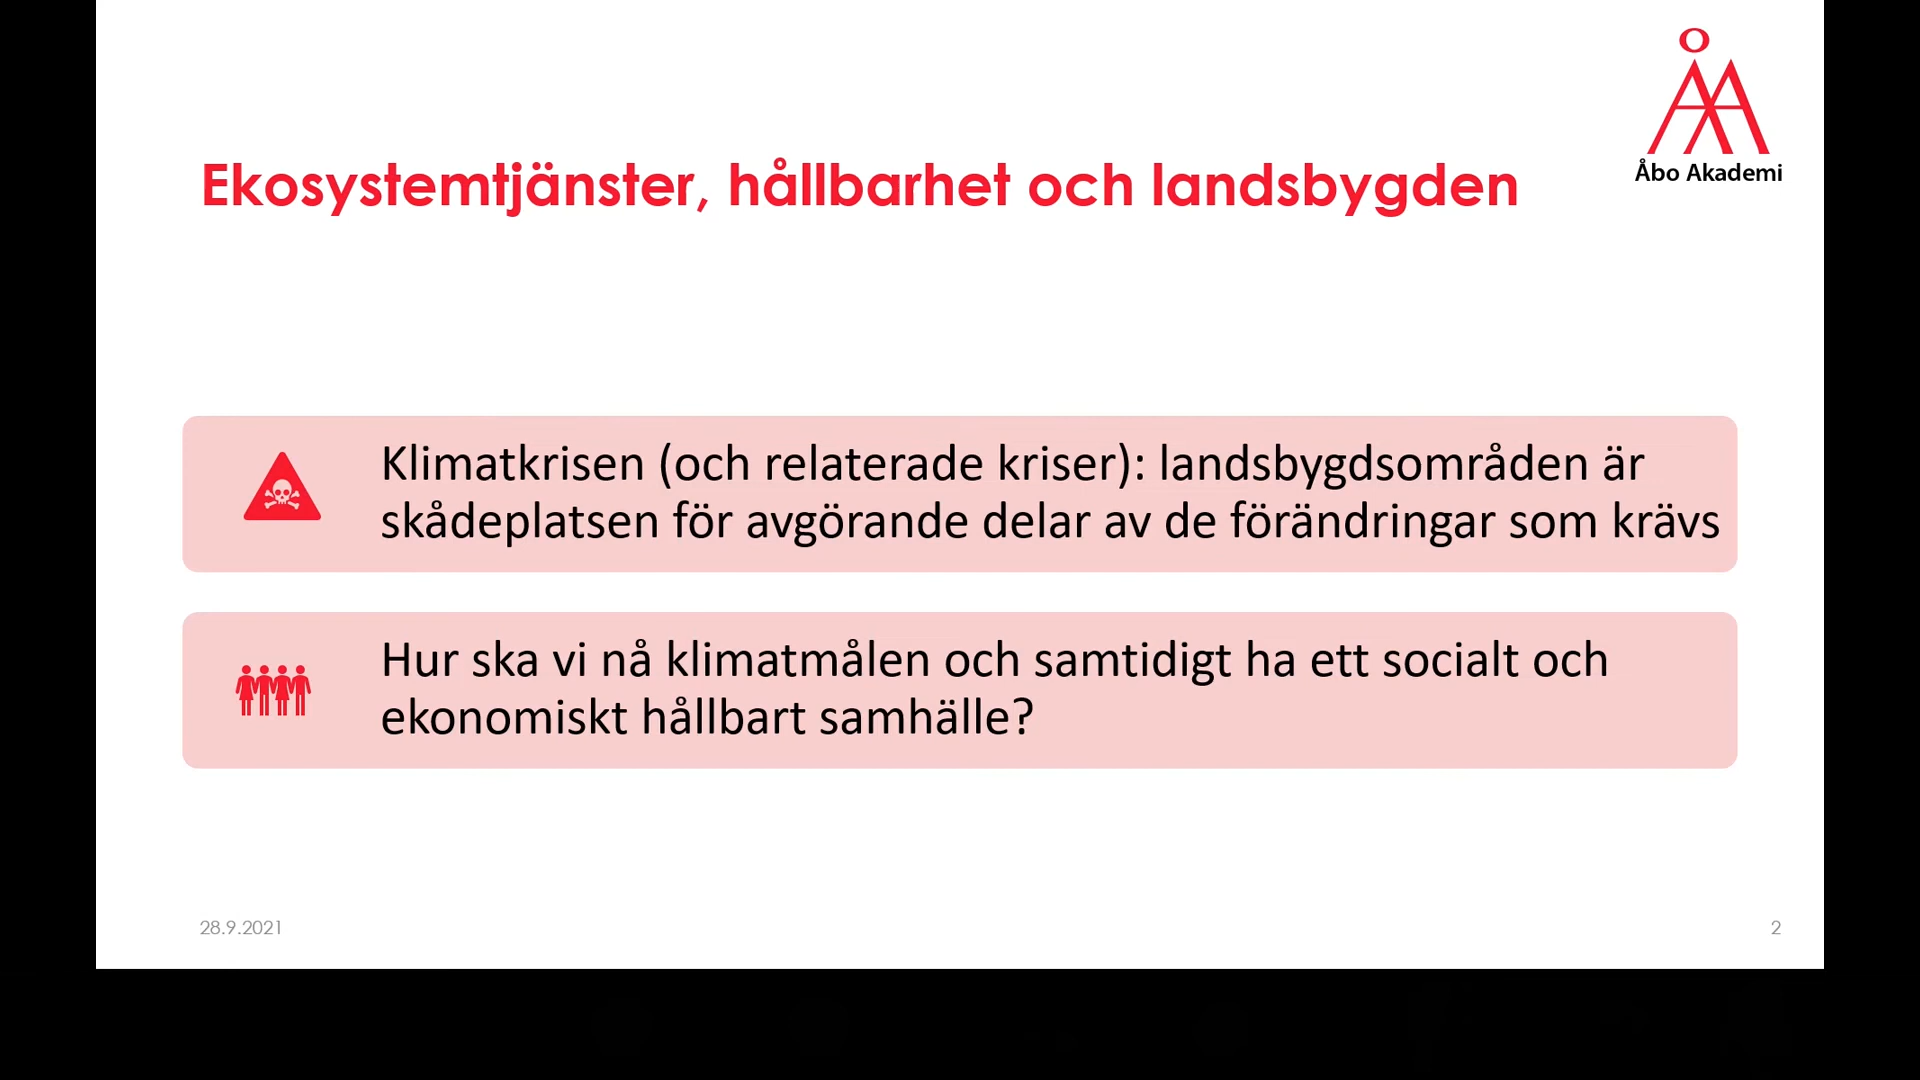 Åbo Akademi
Ekosystemtjänster, hållbarhet och landsbygden
Klimatkrisen (och relaterade kriser): landsbygdsområden är
skådeplatsen för avgörande delar av de förändringar som krävs
Hur ska vi nå klimatmålen och samtidigt ha ett socialt och
ekonomiskt hållbart samhälle?
28.9.2021
2